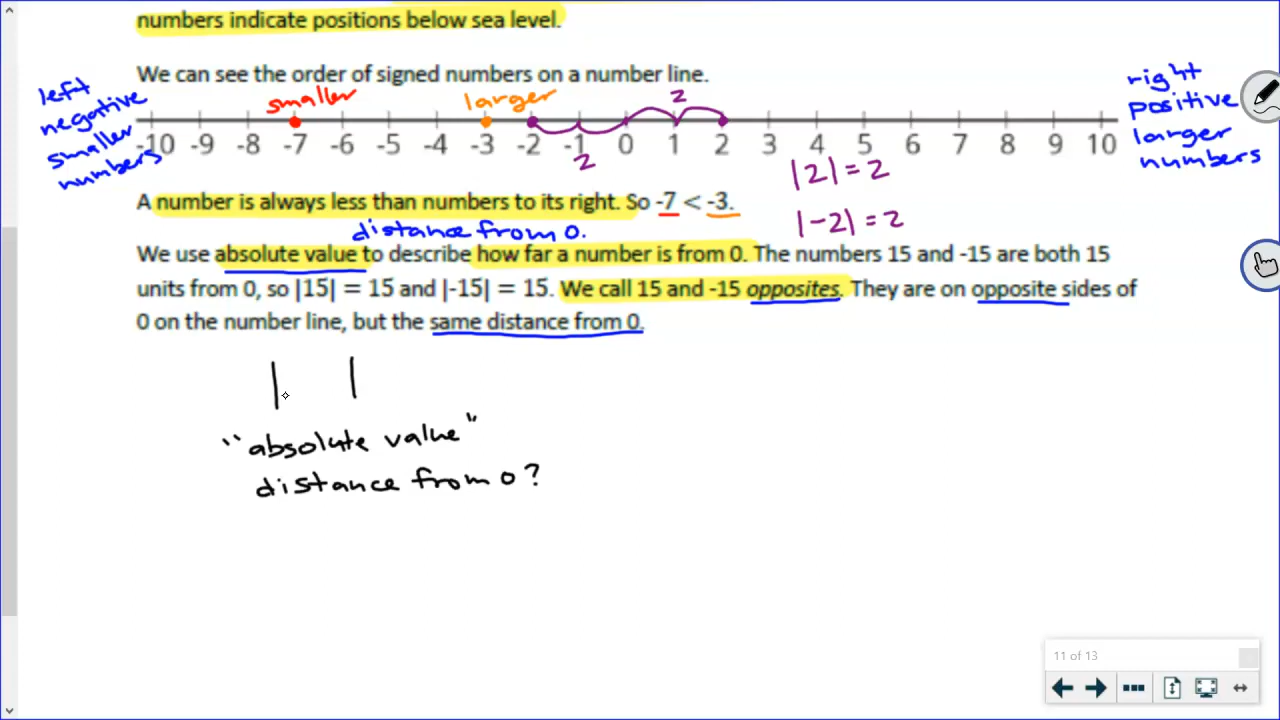 numbers indicate positions below sea level.
We can see the order of signed numbers on a number line.
left
negative
smaller
numbers
smaller
larger
2
right
positive
larger
numbers
-10 -9 -8 -7 -6 -5 -4 -3 -2 -1 0 1 2 3 4 5 6 7 8 9 10
2
|2| = 2
A number is always less than numbers to its right. So -7 < -3.
|-2| = 2
distance from 0.
We use absolute value to describe how far a number is from 0. The numbers 15 and -15 are both 15
units from 0, so |15| = 15 and |-15| = 15. We call 15 and -15 opposites. They are on opposite sides of
0 on the number line, but the same distance from 0.
| |
"absolute value"
distance from 0?
11 of 13